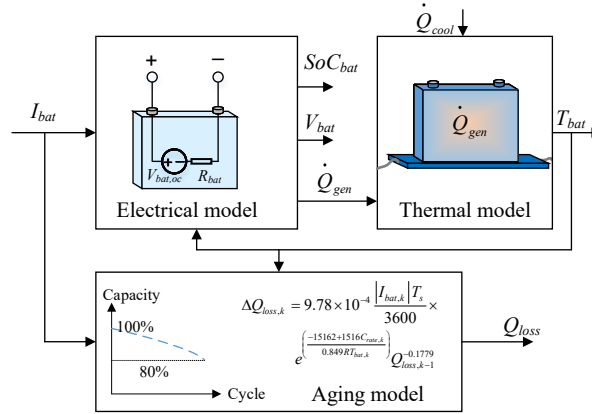 Q̇_cool
+ −
SoC_bat
I_bat
V_bat
T_bat
Q̇_gen
V_bat,oc
R_bat
Q̇_gen
Electrical model
Thermal model
Capacity
100%
80%
Cycle
ΔQ_loss,k = 9.78×10^-4 |I_bat,k|T_s / 3600 ×
e^((-15162+1516C_rate,k) / (0.849RT_bat,k)) Q_loss,k-1^-0.1779
Q_loss
Aging model